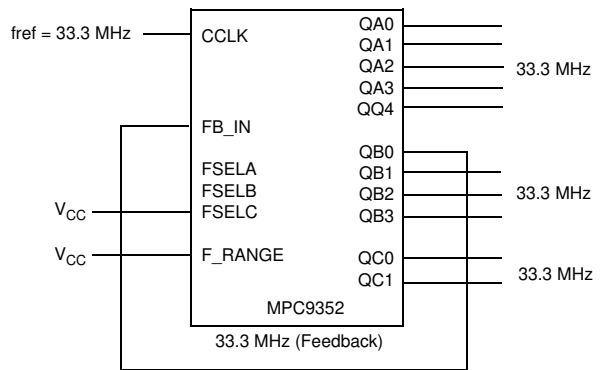 fref = 33.3 MHz
CCLK
QA0
QA1
QA2
QA3
QQ4
33.3 MHz
FB_IN
QB0
QB1
QB2
QB3
33.3 MHz
FSELA
FSELB
VCC
FSELC
VCC
F_RANGE
QC0
QC1
33.3 MHz
MPC9352
33.3 MHz (Feedback)